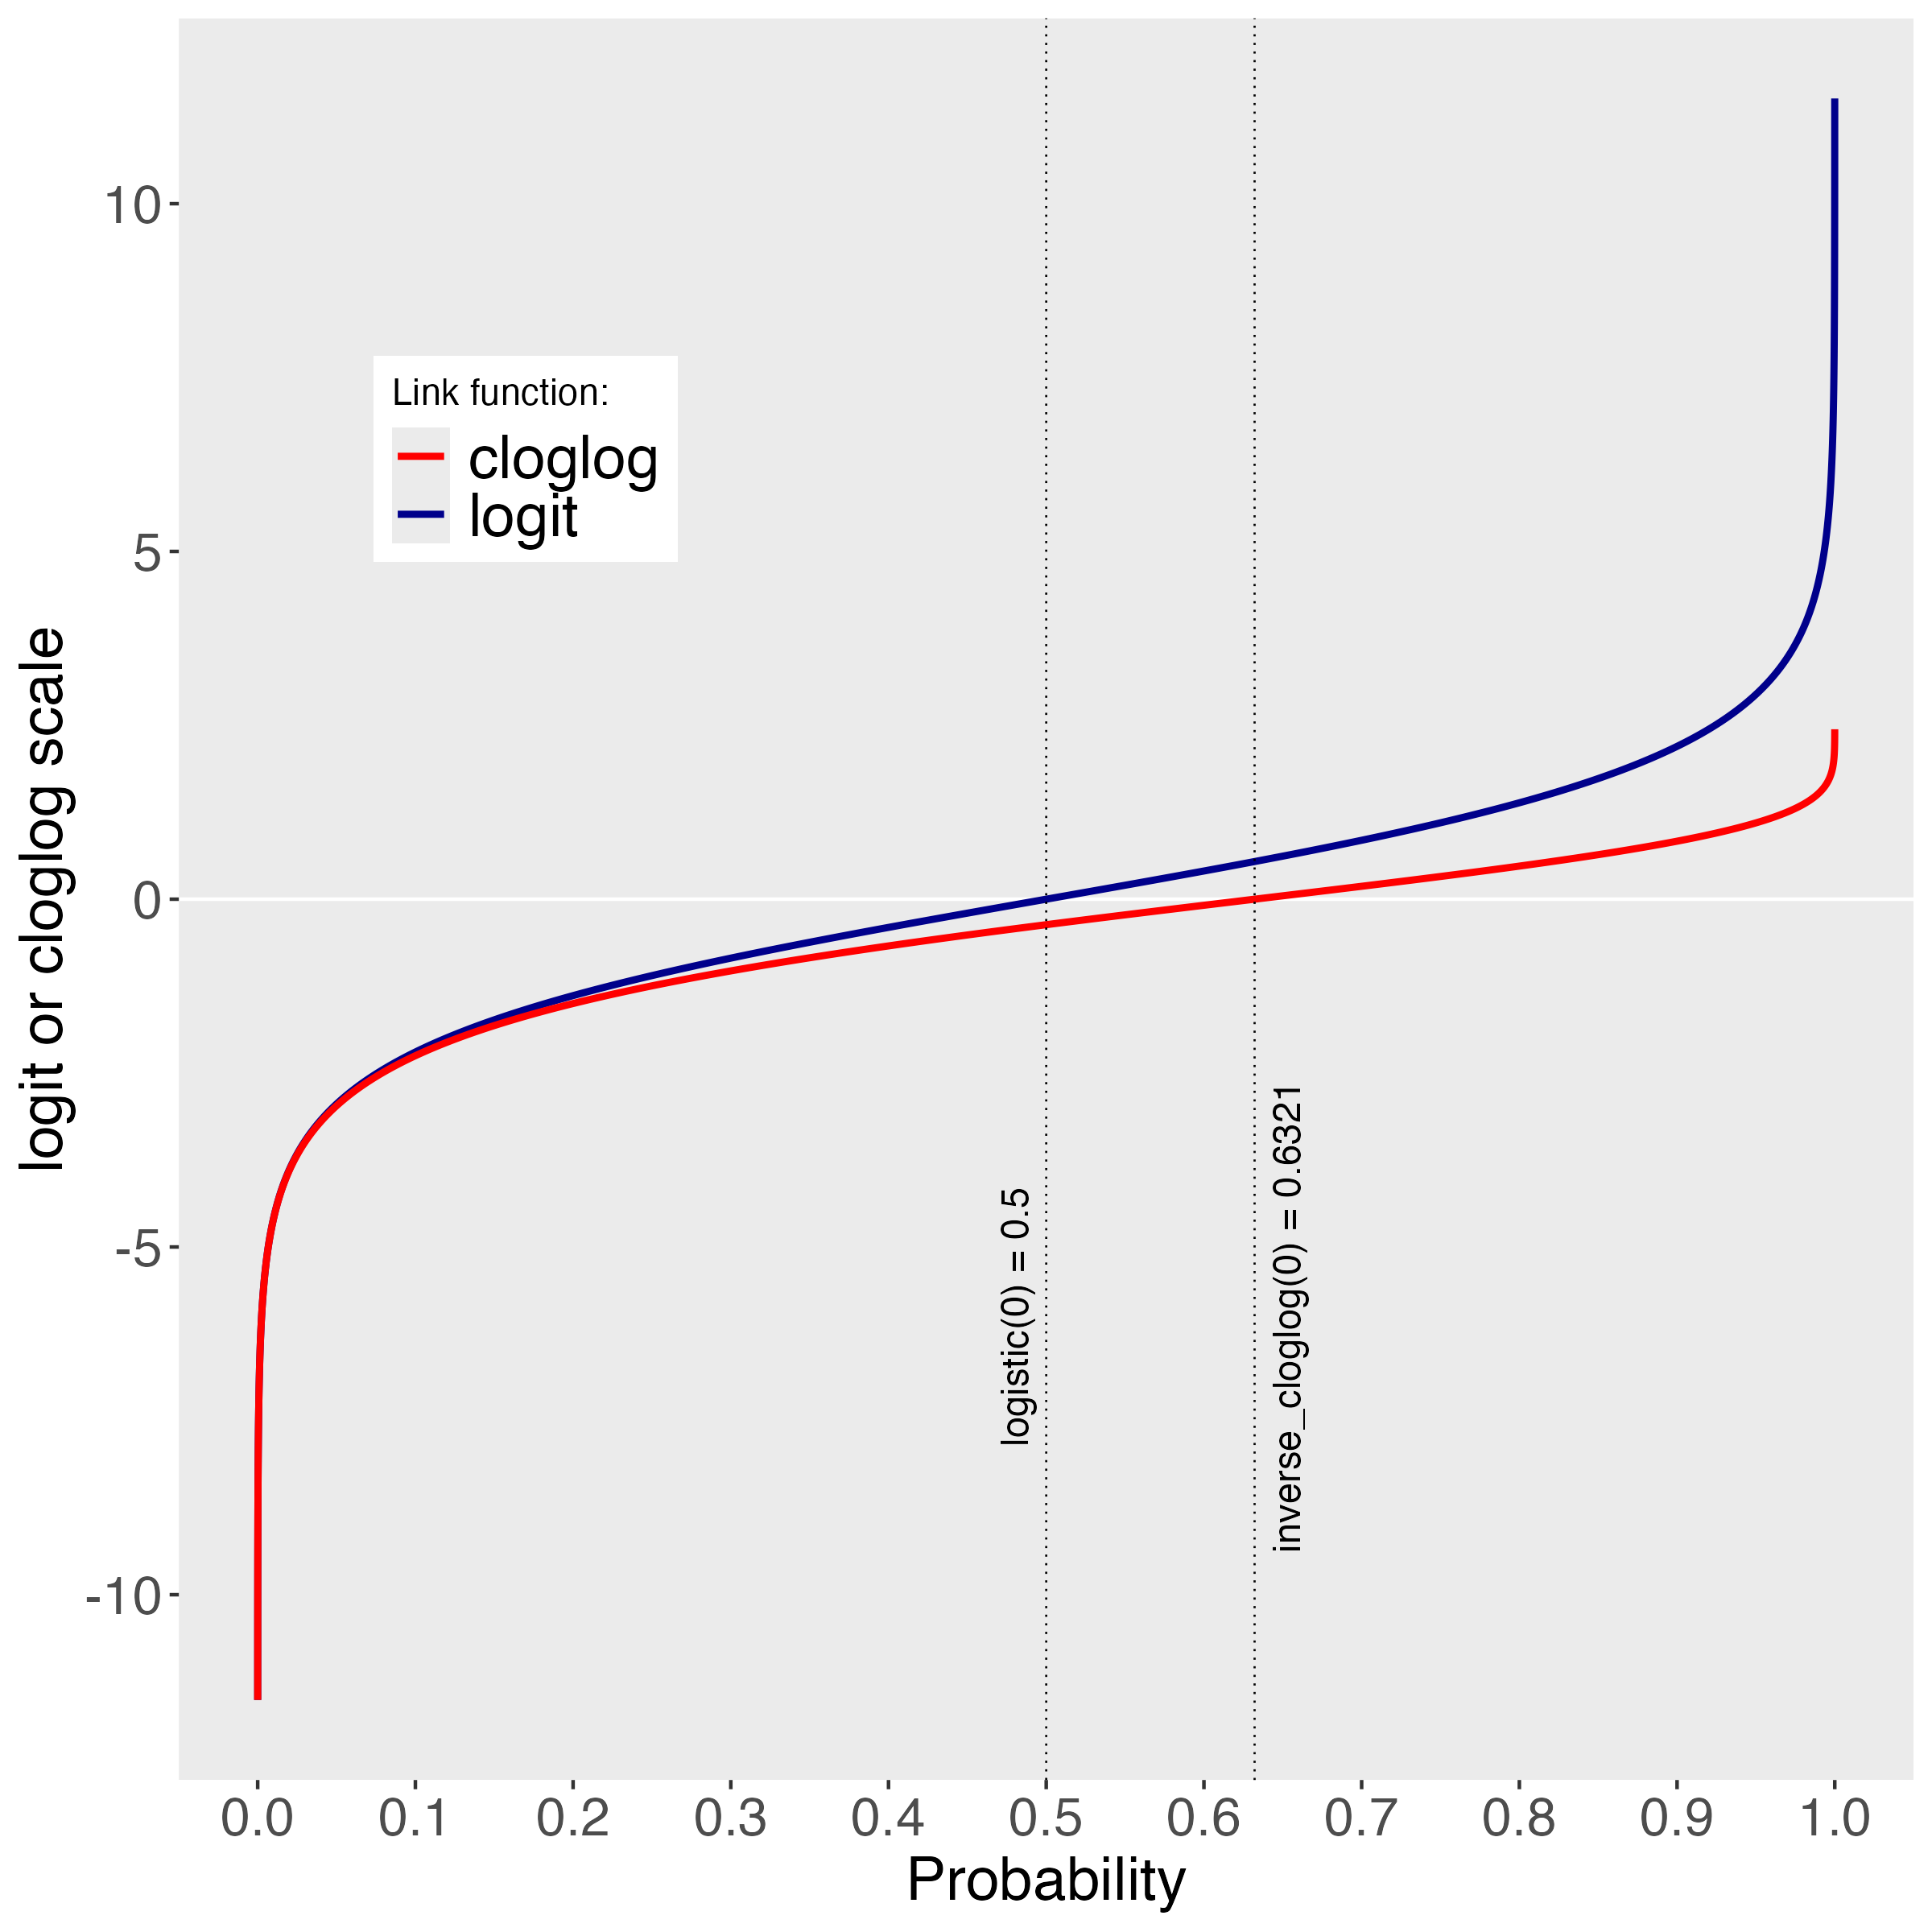 logit or cloglog scale
10
5
0
-5
-10
Link function:
cloglog
logit
logistic(0) = 0.5
inverse_cloglog(0) = 0.6321
0.0 0.1 0.2 0.3 0.4 0.5 0.6 0.7 0.8 0.9 1.0
Probability